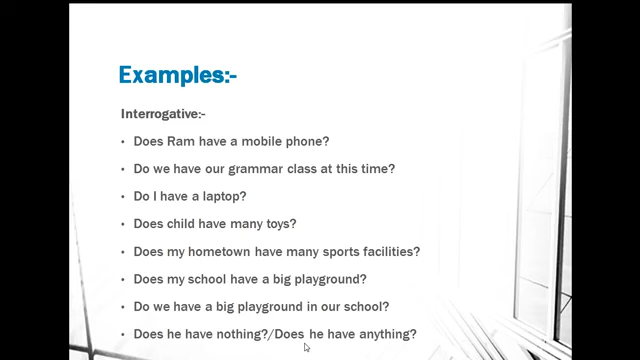 Examples:-
Interrogative:-
• Does Ram have a mobile phone?
• Do we have our grammar class at this time?
• Do I have a laptop?
• Does child have many toys?
• Does my hometown have many sports facilities?
• Does my school have a big playground?
• Do we have a big playground in our school?
• Does he have nothing?/Does he have anything?